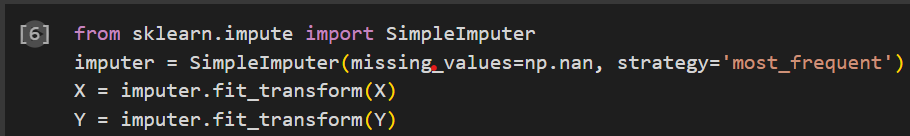 [6] from sklearn.impute import SimpleImputer
imputer = SimpleImputer(missing_values=np.nan, strategy='most_frequent')
X = imputer.fit_transform(X)
Y = imputer.fit_transform(Y)